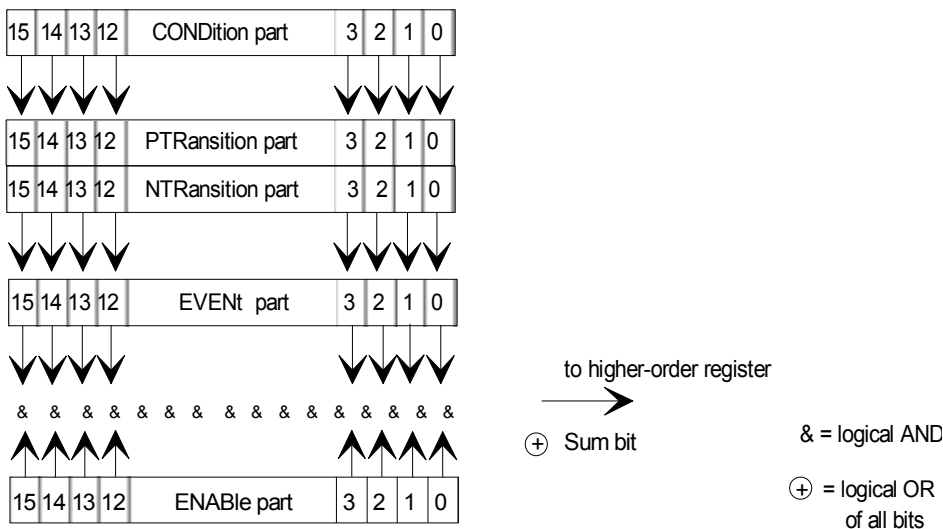 15 14 13 12 CONDition part 3 2 1 0
15 14 13 12 PTRansition part 3 2 1 0
15 14 13 12 NTRansition part 3 2 1 0
15 14 13 12 EVENt part 3 2 1 0
to higher-order register
& & & & & & & & & & & & & & & &
+ Sum bit
& = logical AND
15 14 13 12 ENABle part 3 2 1 0
+ = logical OR
of all bits